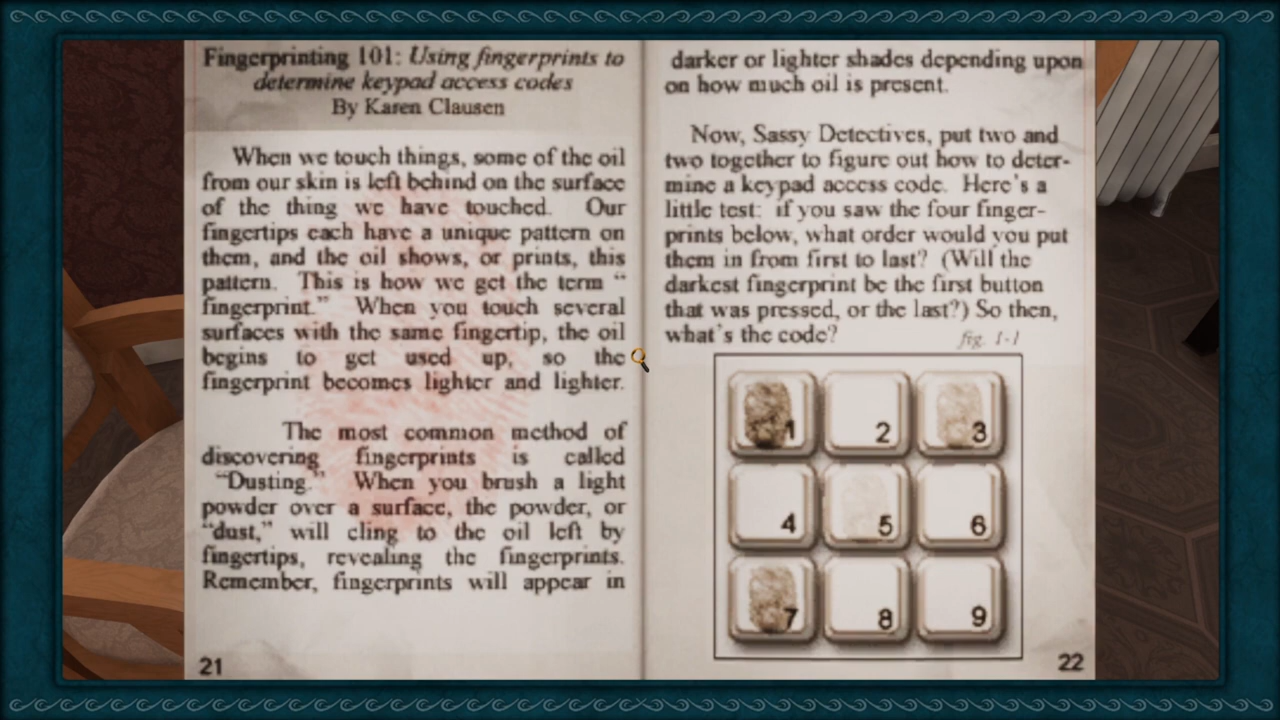 Fingerprinting 101: Using fingerprints to
determine keypad access codes
By Karen Clausen
When we touch things, some of the oil
from our skin is left behind on the surface
of the thing we have touched. Our
fingertips each have a unique pattern on
them, and the oil shows, or prints, this
pattern. This is how we get the term “
fingerprint.” When you touch several
surfaces with the same fingertip, the oil
begins to get used up, so the
fingerprint becomes lighter and lighter.
The most common method of
discovering fingerprints is called
“Dusting.” When you brush a light
powder over a surface, the powder, or
“dust,” will cling to the oil left by
fingertips, revealing the fingerprints.
Remember, fingerprints will appear in
21
darker or lighter shades depending upon
on how much oil is present.
Now, Sassy Detectives, put two and
two together to figure out how to deter-
mine a keypad access code. Here's a
little test: if you saw the four finger-
prints below, what order would you put
them in from first to last? (Will the
darkest fingerprint be the first button
that was pressed, or the last?) So then,
what's the code?
fig. 1-1
1 2 3
4 5 6
7 8 9
22